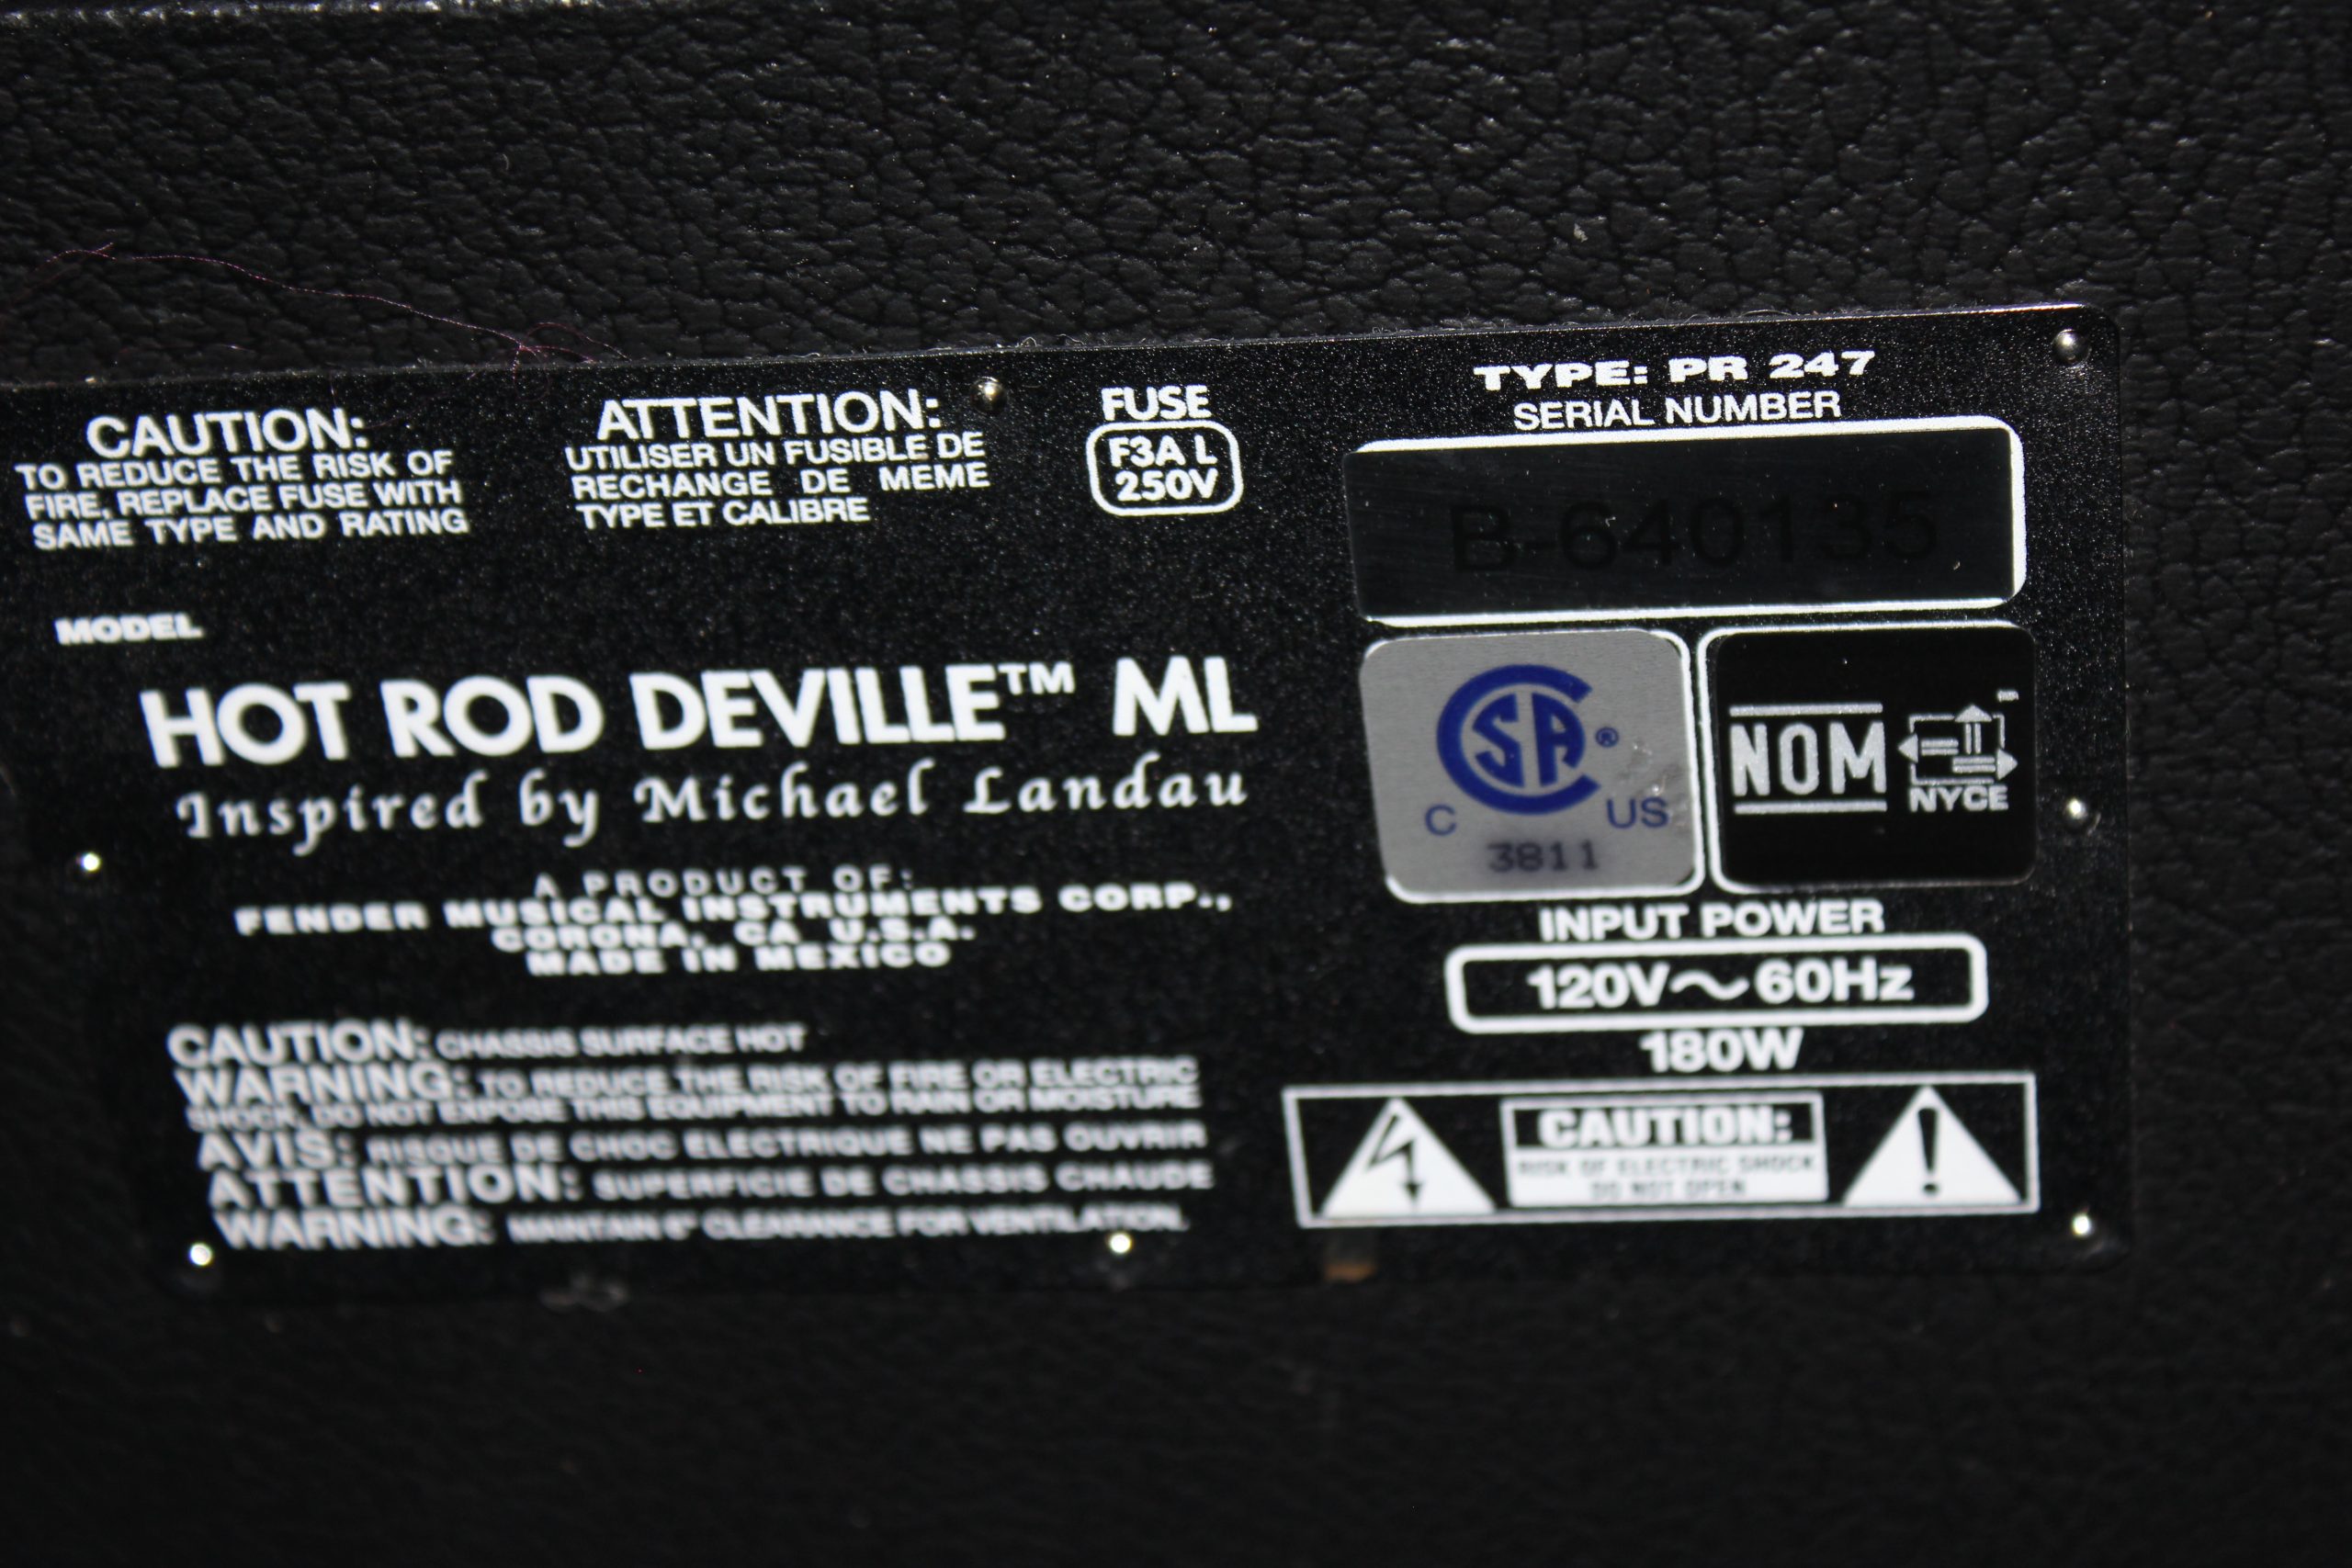 CAUTION:
TO REDUCE THE RISK OF
FIRE, REPLACE FUSE WITH
SAME TYPE AND RATING
ATTENTION:
UTILISER UN FUSIBLE DE
RECHANGE DE MEME
TYPE ET CALIBRE
FUSE
F3A L
250V
TYPE: PR 247
SERIAL NUMBER
B-640135
MODEL
HOT ROD DEVILLE™ ML
Inspired by Michael Landau
A PRODUCT OF:
FENDER MUSICAL INSTRUMENTS CORP.,
CORONA, CA U.S.A.
MADE IN MEXICO
CSA®
C US
3811
NOM
NYCE
INPUT POWER
120V~60Hz
180W
CAUTION: CHASSIS SURFACE HOT
WARNING: TO REDUCE THE RISK OF FIRE OR ELECTRIC
SHOCK, DO NOT EXPOSE THIS EQUIPMENT TO RAIN OR MOISTURE
AVIS: RISQUE DE CHOC ELECTRIQUE NE PAS OUVRIR
ATTENTION: SUPERFICIE DE CHASSIS CHAUDE
WARNING: MAINTAIN 6" CLEARANCE FOR VENTILATION.
CAUTION:
RISK OF ELECTRIC SHOCK
DO NOT OPEN